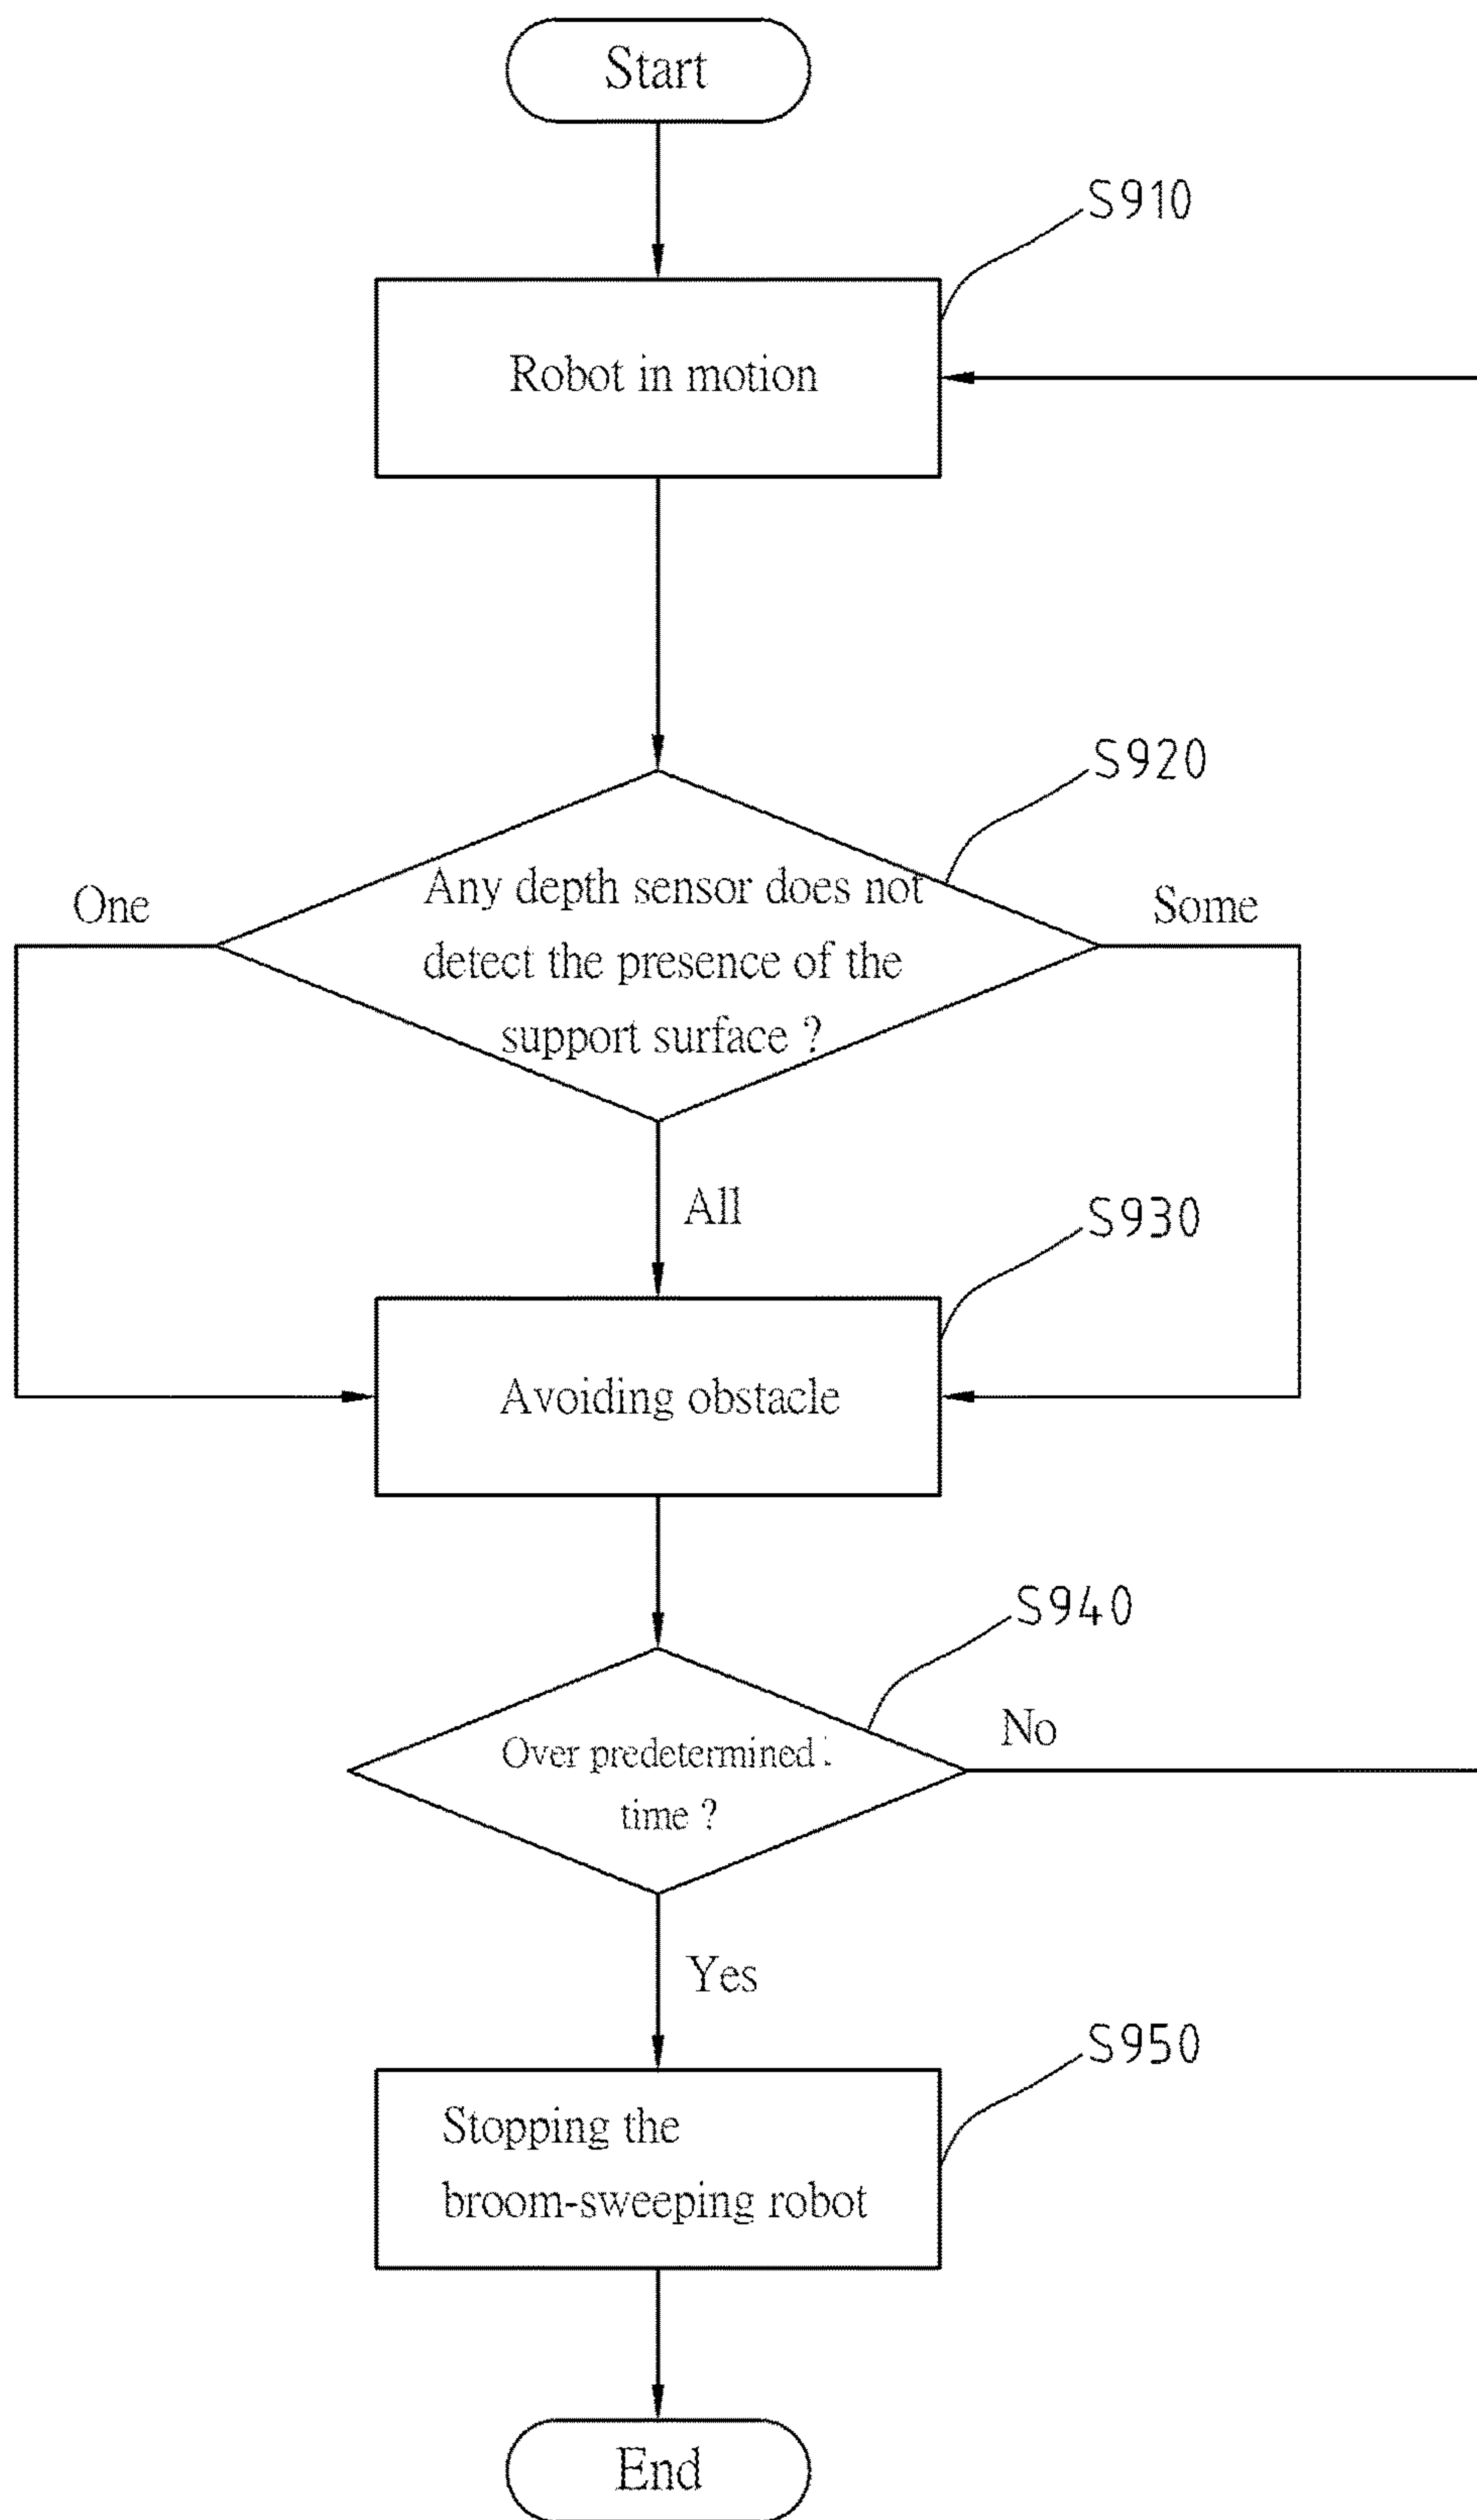 Start
S910
Robot in motion
S920
One
Some
Any depth sensor does not
detect the presence of the
support surface ?
All
S930
Avoiding obstacle
S940
No
Over predetermined
time ?
Yes
S950
Stopping the
broom-sweeping robot
End